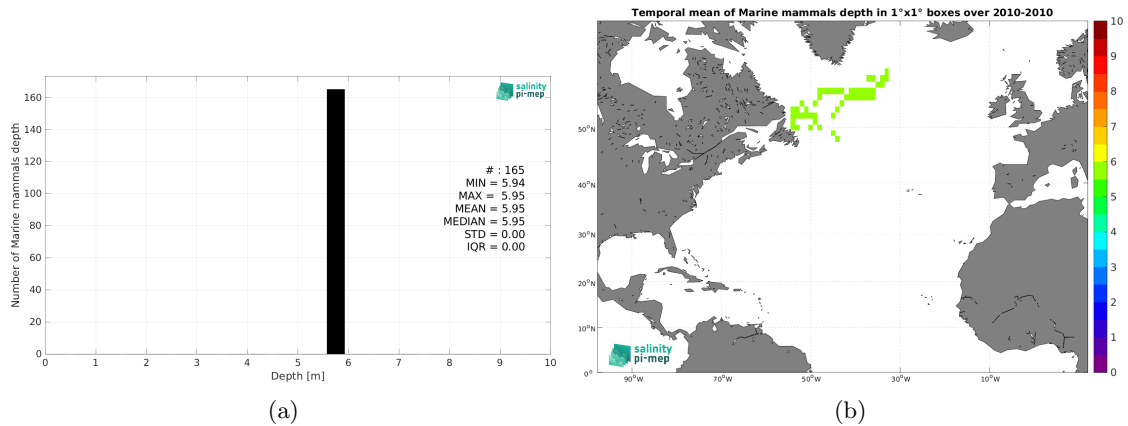 salinity
pi-mep
160
140
120
100
80
60
40
20
0
Number of Marine mammals depth
# : 165
MIN = 5.94
MAX = 5.95
MEAN = 5.95
MEDIAN = 5.95
STD = 0.00
IQR = 0.00
0 1 2 3 4 5 6 7 8 9 10
Depth [m]
(a)
Temporal mean of Marine mammals depth in 1°x1° boxes over 2010-2010
50°N
40°N
30°N
20°N
10°N
0°
90°W 70°W 50°W 30°W 10°W
salinity
pi-mep
10
9
8
7
6
5
4
3
2
1
0
(b)